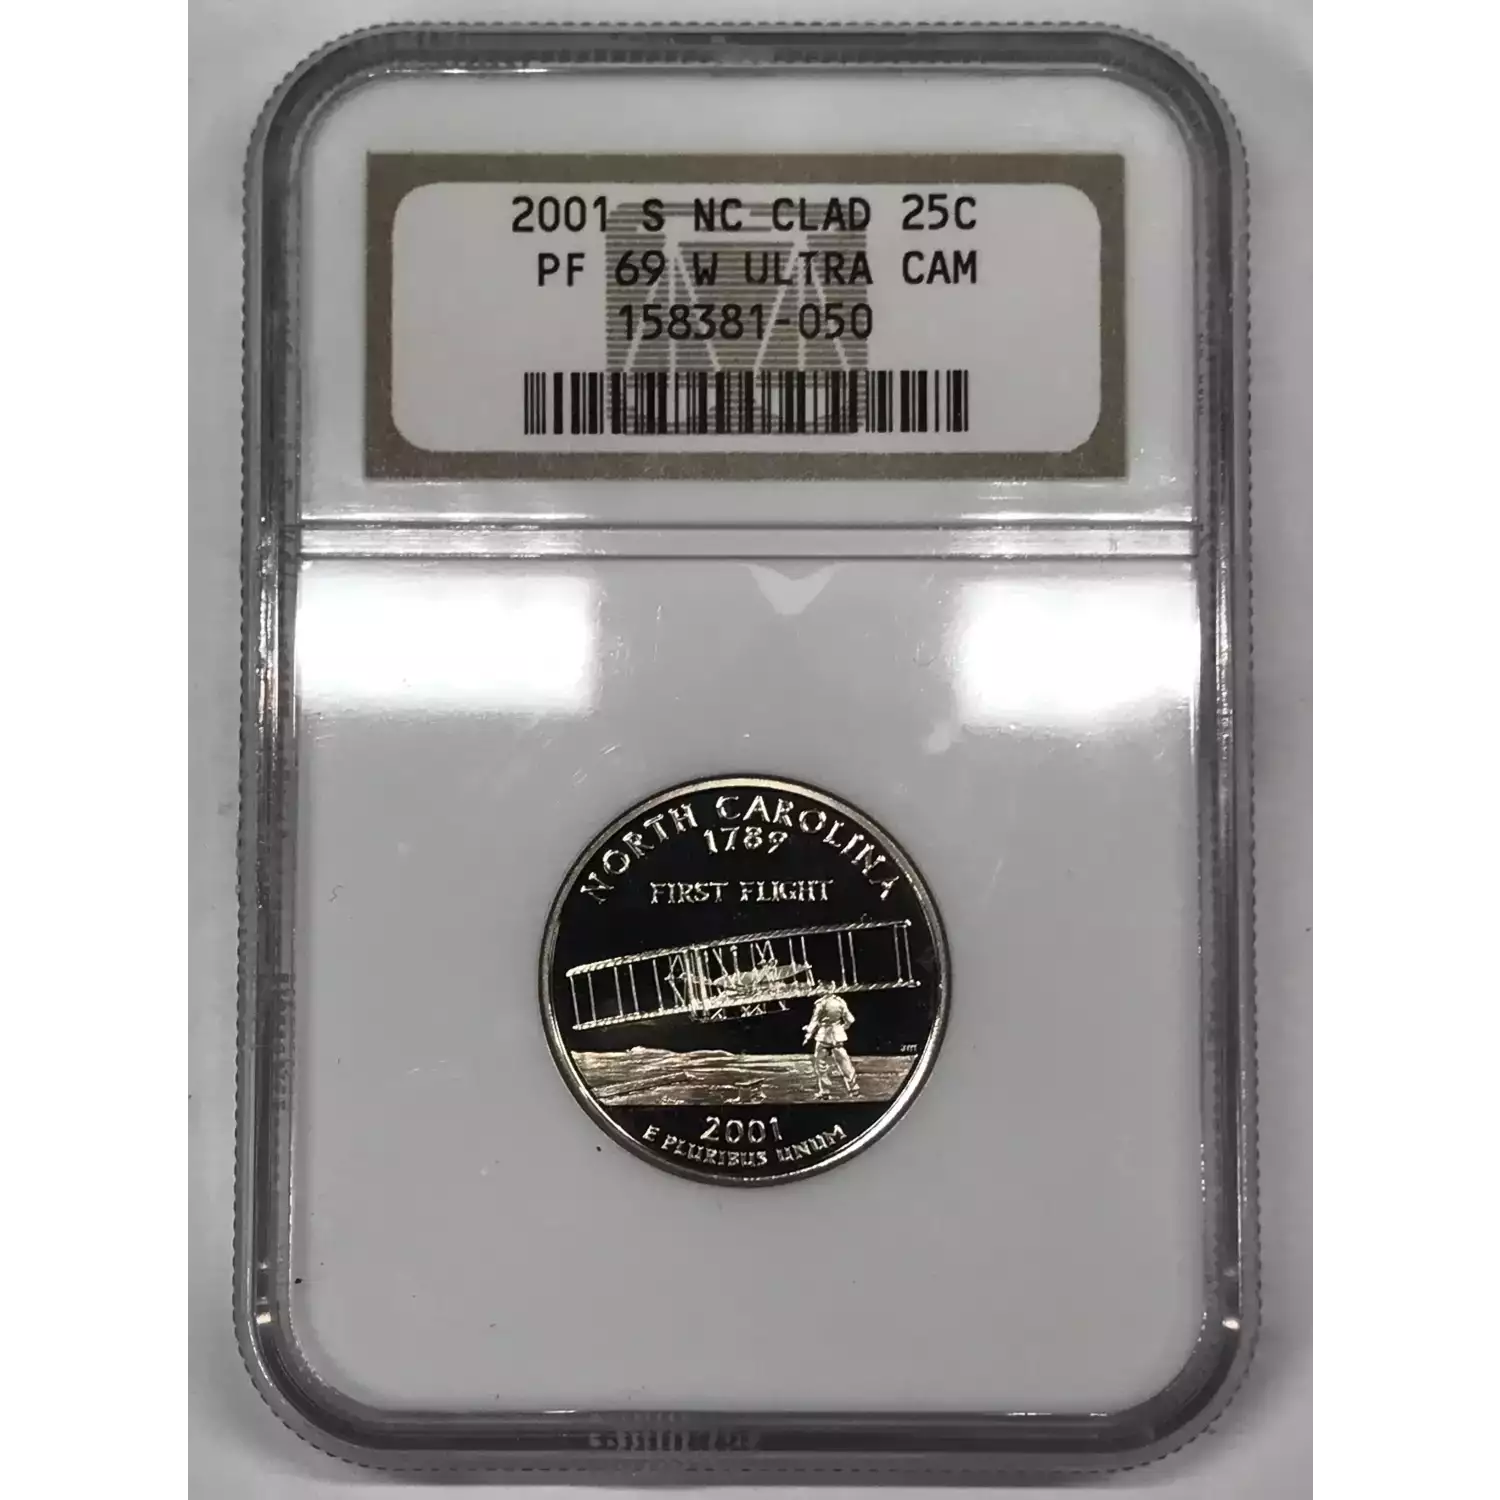 2001 S NC CLAD 25C
PF 69 W ULTRA CAM
158381-050
NORTH CAROLINA
1789
FIRST FLIGHT
2001
E PLURIBUS UNUM